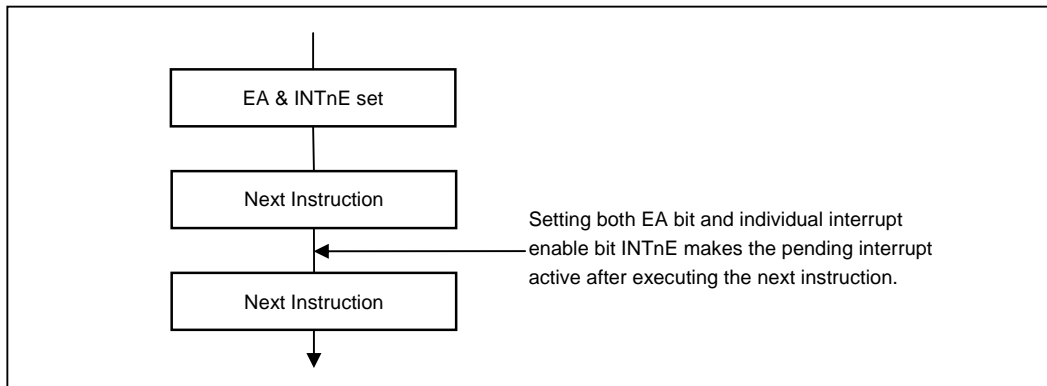 EA & INTnE set
Next Instruction
Setting both EA bit and individual interrupt
enable bit INTnE makes the pending interrupt
active after executing the next instruction.
Next Instruction